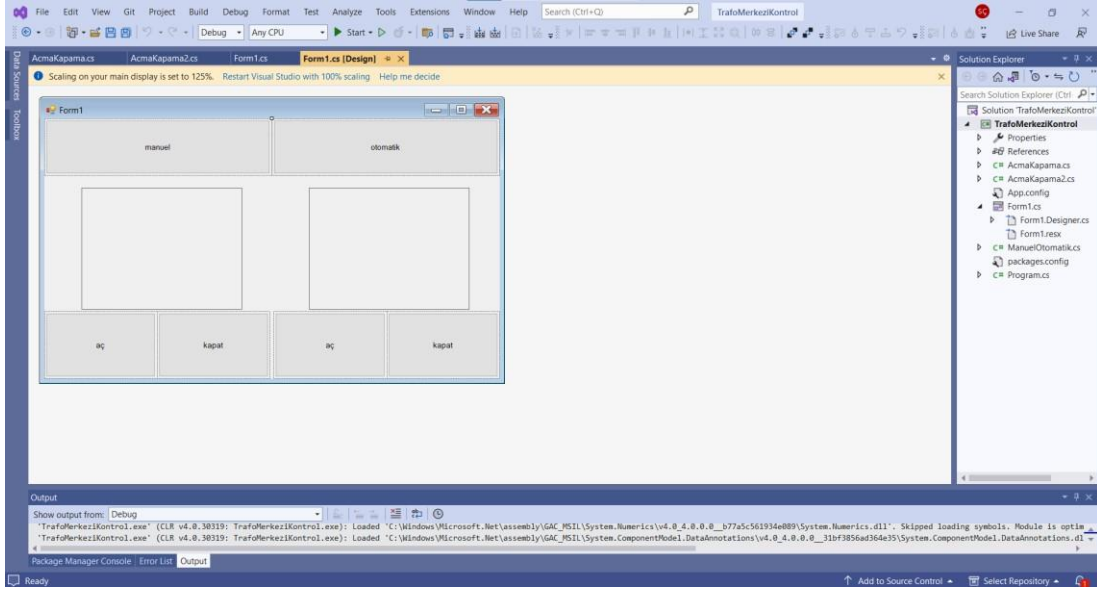 File Edit View Git Project Build Debug Format Test Analyze Tools Extensions Window Help Search (Ctrl+Q) TrafoMerkeziKontrol SÇ
Debug Any CPU Start Live Share
AcmaKapama.cs AcmaKapama2.cs Form1.cs Form1.cs [Design]
Scaling on your main display is set to 125%. Restart Visual Studio with 100% scaling Help me decide
Data Sources
Toolbox
Form1
manuel otomatik
aç kapat aç kapat
Solution Explorer
Search Solution Explorer (Ctrl
Solution 'TrafoMerkeziKontrol'
TrafoMerkeziKontrol
Properties
References
C# AcmaKapama.cs
C# AcmaKapama2.cs
App.config
Form1.cs
Form1.Designer.cs
Form1.resx
C# ManuelOtomatik.cs
packages.config
C# Program.cs
Output
Show output from: Debug
'TrafoMerkeziKontrol.exe' (CLR v4.0.30319: TrafoMerkeziKontrol.exe): Loaded 'C:\Windows\Microsoft.Net\assembly\GAC_MSIL\System.Numerics\v4.0_4.0.0.0__b77a5c561934e089\System.Numerics.dll'. Skipped loading symbols. Module is optim
'TrafoMerkeziKontrol.exe' (CLR v4.0.30319: TrafoMerkeziKontrol.exe): Loaded 'C:\Windows\Microsoft.Net\assembly\GAC_MSIL\System.ComponentModel.DataAnnotations\v4.0_4.0.0.0__31bf3856ad364e35\System.ComponentModel.DataAnnotations.dl
Package Manager Console Error List Output
Ready Add to Source Control Select Repository 1